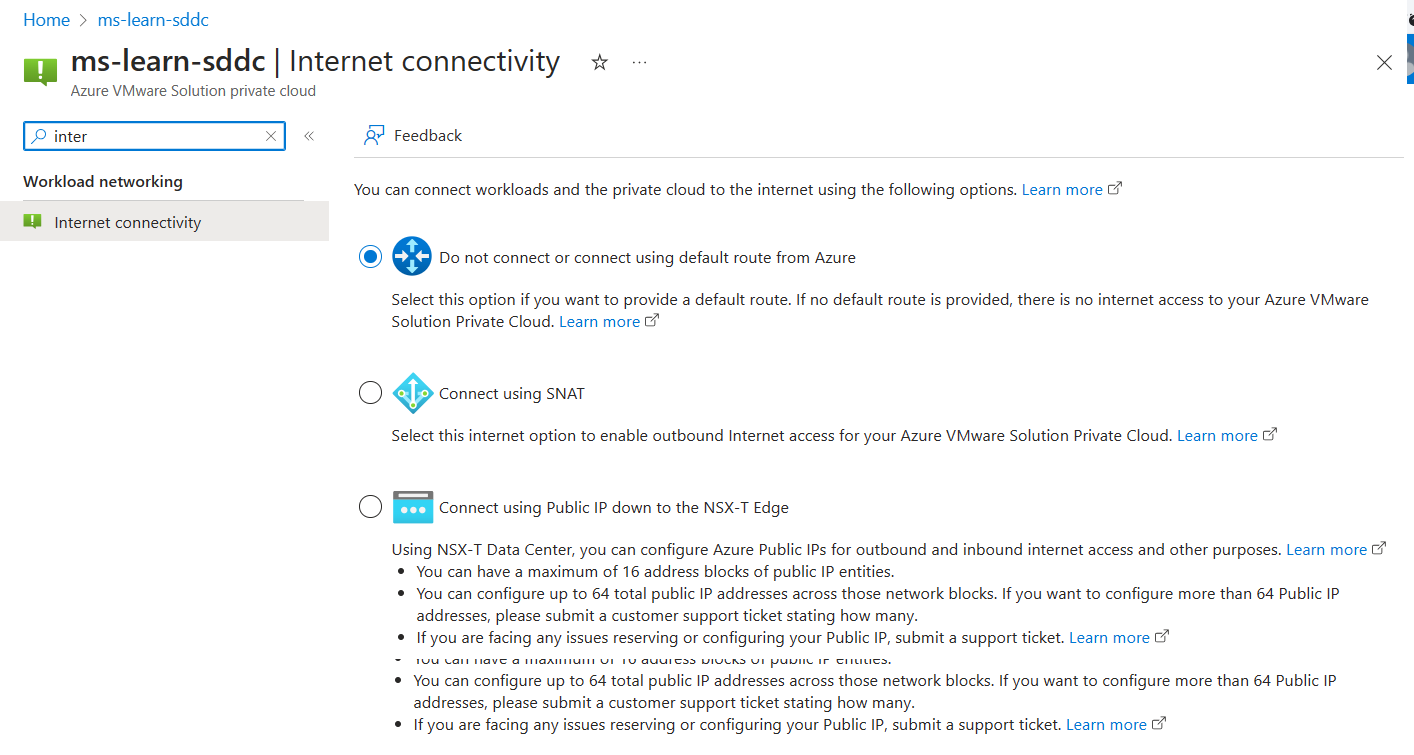 Home > ms-learn-sddc
ms-learn-sddc | Internet connectivity ☆ ...
Azure VMware Solution private cloud
inter
Feedback
Workload networking
Internet connectivity
You can connect workloads and the private cloud to the internet using the following options. Learn more
Do not connect or connect using default route from Azure
Select this option if you want to provide a default route. If no default route is provided, there is no internet access to your Azure VMware
Solution Private Cloud. Learn more
Connect using SNAT
Select this internet option to enable outbound Internet access for your Azure VMware Solution Private Cloud. Learn more
Connect using Public IP down to the NSX-T Edge
Using NSX-T Data Center, you can configure Azure Public IPs for outbound and inbound internet access and other purposes. Learn more
• You can have a maximum of 16 address blocks of public IP entities.
• You can configure up to 64 total public IP addresses across those network blocks. If you want to configure more than 64 Public IP
addresses, please submit a customer support ticket stating how many.
• If you are facing any issues reserving or configuring your Public IP, submit a support ticket. Learn more
• You can have a maximum of 16 address blocks of public IP entities.
• You can configure up to 64 total public IP addresses across those network blocks. If you want to configure more than 64 Public IP
addresses, please submit a customer support ticket stating how many.
• If you are facing any issues reserving or configuring your Public IP, submit a support ticket. Learn more